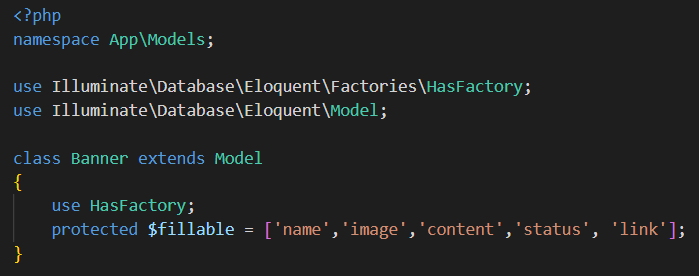 <?php
namespace App\Models;
use Illuminate\Database\Eloquent\Factories\HasFactory;
use Illuminate\Database\Eloquent\Model;
class Banner extends Model
{
use HasFactory;
protected $fillable = ['name','image','content','status', 'link'];
}